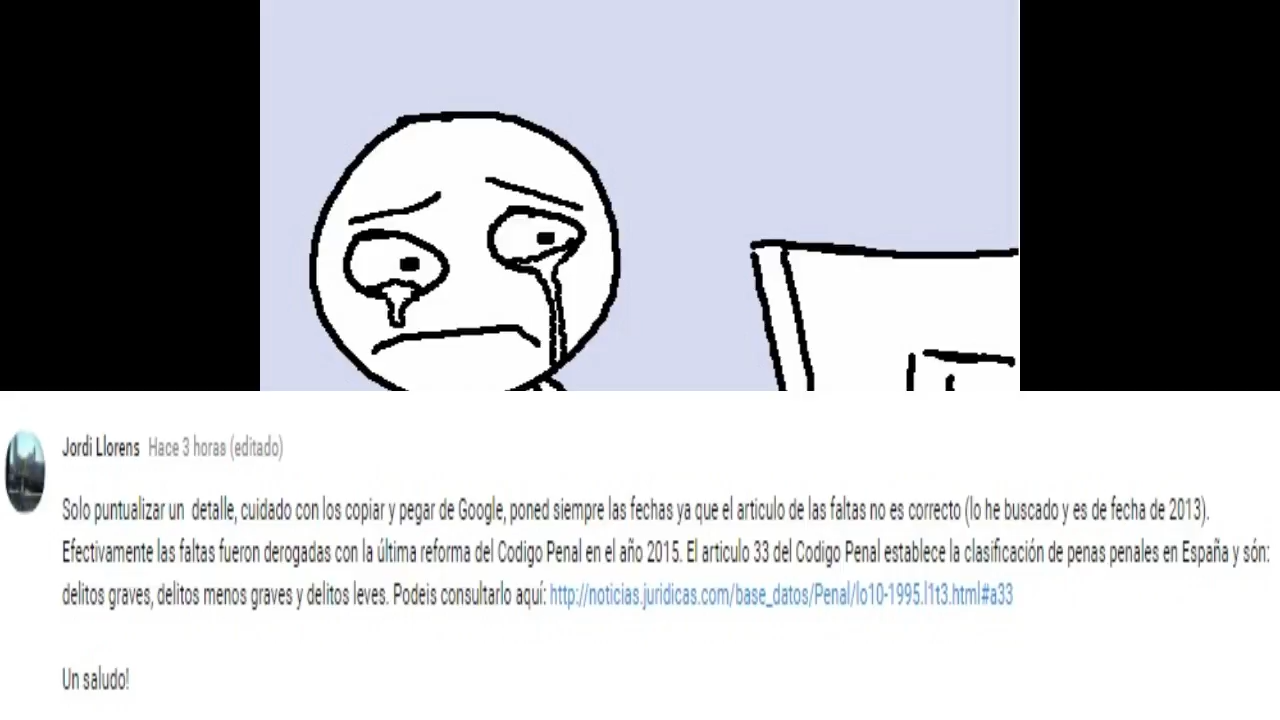 Jordi Llorens Hace 3 horas (editado)
Solo puntualizar un detalle, cuidado con los copiar y pegar de Google, poned siempre las fechas ya que el articulo de las faltas no es correcto (lo he buscado y es de fecha de 2013).
Efectivamente las faltas fueron derogadas con la última reforma del Codigo Penal en el año 2015. El articulo 33 del Codigo Penal establece la clasificación de penas penales en España y són:
delitos graves, delitos menos graves y delitos leves. Podeis consultarlo aquí: http://noticias.juridicas.com/base_datos/Penal/lo10-1995.l1t3.html#a33
Un saludo!